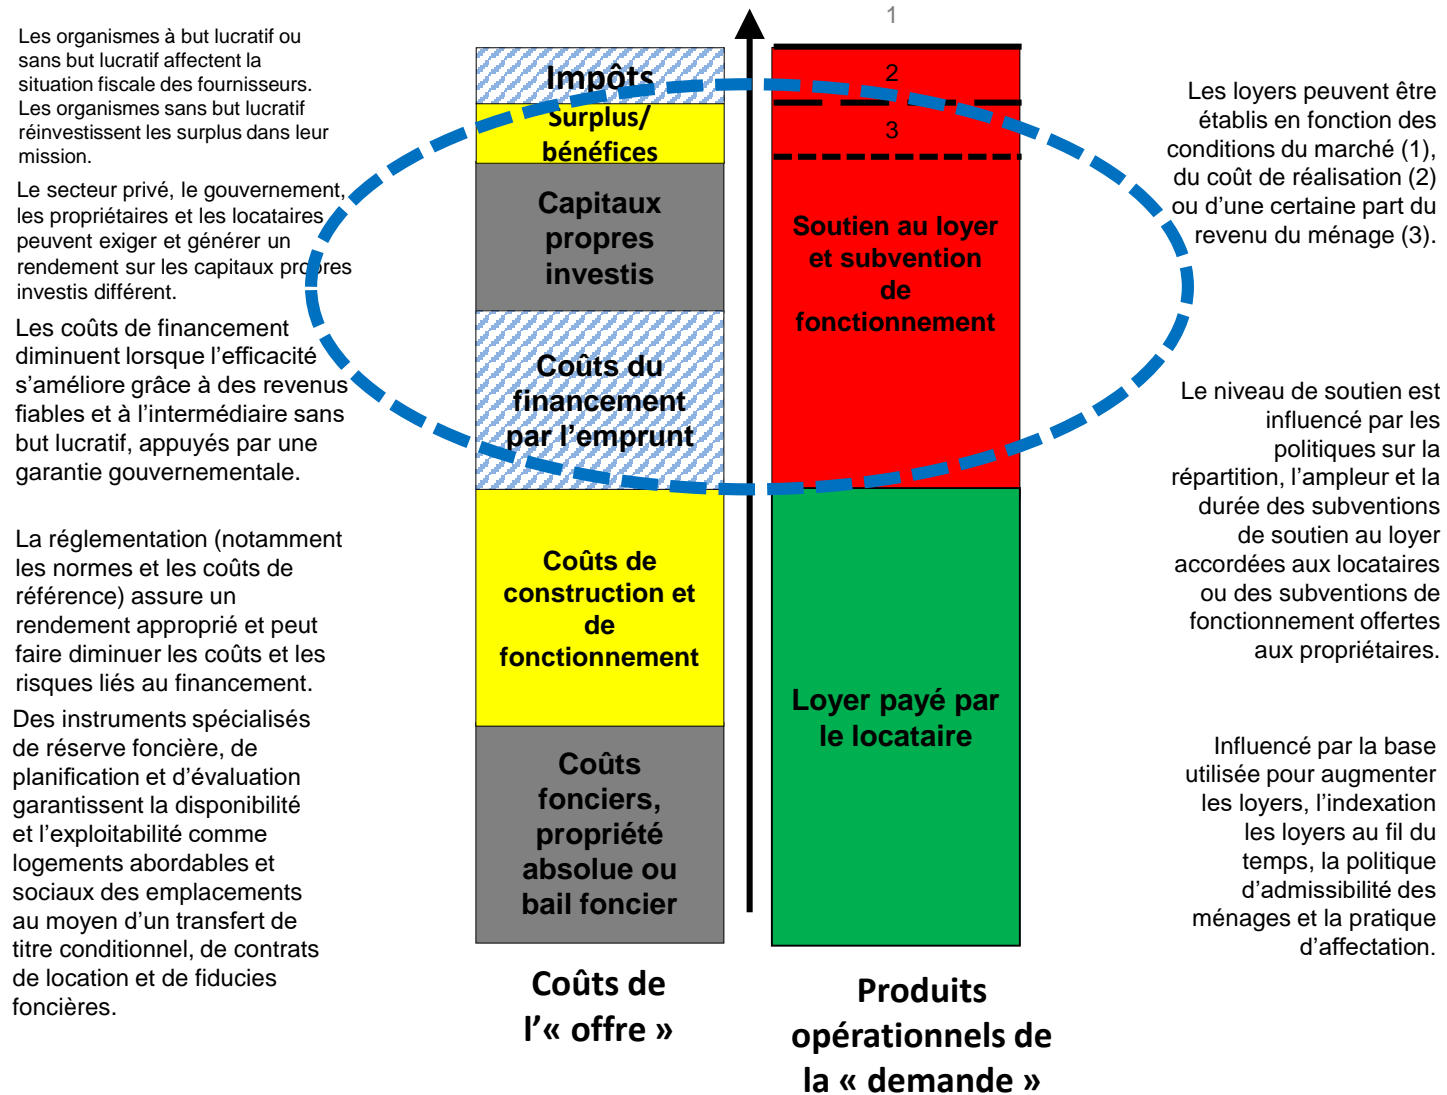 Les organismes à but lucratif ou
sans but lucratif affectent la
situation fiscale des fournisseurs.
Les organismes sans but lucratif
réinvestissent les surplus dans leur
mission.
Le secteur privé, le gouvernement,
les propriétaires et les locataires
peuvent exiger et générer un
rendement sur les capitaux propres
investis différent.
Les coûts de financement
diminuent lorsque l’efficacité
s’améliore grâce à des revenus
fiables et à l’intermédiaire sans
but lucratif, appuyés par une
garantie gouvernementale.
La réglementation (notamment
les normes et les coûts de
référence) assure un
rendement approprié et peut
faire diminuer les coûts et les
risques liés au financement.
Des instruments spécialisés
de réserve foncière, de
planification et d’évaluation
garantissent la disponibilité
et l’exploitabilité comme
logements abordables et
sociaux des emplacements
au moyen d’un transfert de
titre conditionnel, de contrats
de location et de fiducies
foncières.
Impôts
Surplus/
bénéfices
Capitaux
propres
investis
Coûts du
financement
par l’emprunt
Coûts de
construction et
de
fonctionnement
Coûts
fonciers,
propriété
absolue ou
bail foncier
Coûts de
l’« offre »
1
2
3
Soutien au loyer
et subvention
de
fonctionnement
Loyer payé par
le locataire
Produits
opérationnels de
la « demande »
Les loyers peuvent être
établis en fonction des
conditions du marché (1),
du coût de réalisation (2)
ou d’une certaine part du
revenu du ménage (3).
Le niveau de soutien est
influencé par les
politiques sur la
répartition, l’ampleur et la
durée des subventions
de soutien au loyer
accordées aux locataires
ou des subventions de
fonctionnement offertes
aux propriétaires.
Influencé par la base
utilisée pour augmenter
les loyers, l’indexation
les loyers au fil du
temps, la politique
d’admissibilité des
ménages et la pratique
d’affectation.